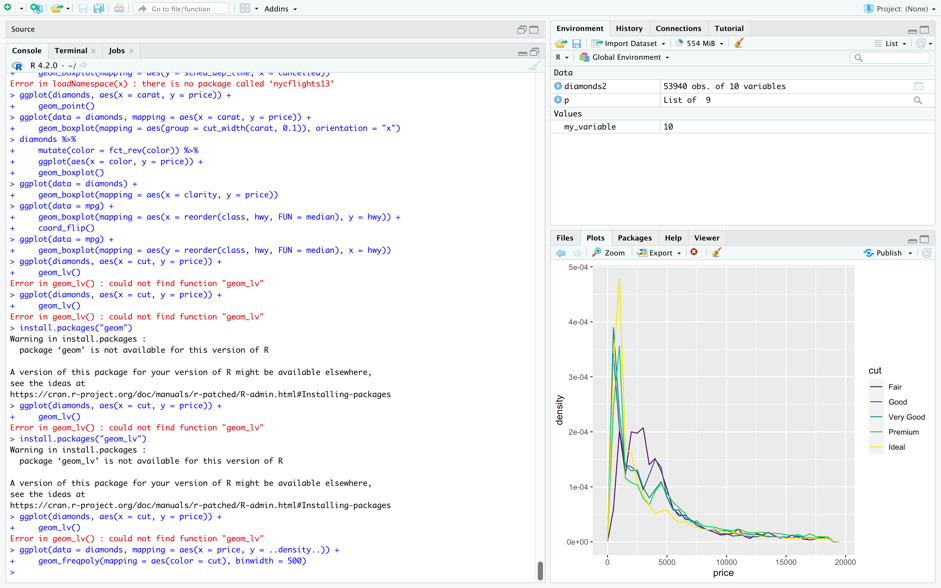 Go to file/function
Addins
Project: (None)
Source
Console
Terminal
Jobs
R 4.2.0 · ~/
+ geom_boxplot(mapping = aes(y = sched_dep_time, x = cancelled))
Error in loadNamespace(x) : there is no package called ‘nycflights13’
> ggplot(diamonds, aes(x = carat, y = price)) +
+ geom_point()
> ggplot(data = diamonds, mapping = aes(x = carat, y = price)) +
+ geom_boxplot(mapping = aes(group = cut_width(carat, 0.1)), orientation = "x")
> diamonds %>%
+ mutate(color = fct_rev(color)) %>%
+ ggplot(aes(x = color, y = price)) +
+ geom_boxplot()
> ggplot(data = diamonds) +
+ geom_boxplot(mapping = aes(x = clarity, y = price))
> ggplot(data = mpg) +
+ geom_boxplot(mapping = aes(x = reorder(class, hwy, FUN = median), y = hwy)) +
+ coord_flip()
> ggplot(data = mpg) +
+ geom_boxplot(mapping = aes(y = reorder(class, hwy, FUN = median), x = hwy))
> ggplot(diamonds, aes(x = cut, y = price)) +
+ geom_lv()
Error in geom_lv() : could not find function "geom_lv"
> ggplot(diamonds, aes(x = cut, y = price)) +
+ geom_lv()
Error in geom_lv() : could not find function "geom_lv"
> install.packages("geom")
Warning in install.packages :
package ‘geom’ is not available for this version of R
A version of this package for your version of R might be available elsewhere,
see the ideas at
https://cran.r-project.org/doc/manuals/r-patched/R-admin.html#Installing-packages
> ggplot(diamonds, aes(x = cut, y = price)) +
+ geom_lv()
Error in geom_lv() : could not find function "geom_lv"
> install.packages("geom_lv")
Warning in install.packages :
package ‘geom_lv’ is not available for this version of R
A version of this package for your version of R might be available elsewhere,
see the ideas at
https://cran.r-project.org/doc/manuals/r-patched/R-admin.html#Installing-packages
> ggplot(diamonds, aes(x = cut, y = price)) +
+ geom_lv()
Error in geom_lv() : could not find function "geom_lv"
> ggplot(data = diamonds, mapping = aes(x = price, y = ..density..)) +
+ geom_freqpoly(mapping = aes(color = cut), binwidth = 500)
>
Environment
History
Connections
Tutorial
Import Dataset
554 MiB
List
R
Global Environment
Data
diamonds2 53940 obs. of 10 variables
p List of 9
Values
my_variable 10
Files
Plots
Packages
Help
Viewer
Zoom
Export
Publish
5e-04
4e-04
3e-04
2e-04
1e-04
0e+00
density
0
5000
10000
15000
20000
price
cut
Fair
Good
Very Good
Premium
Ideal